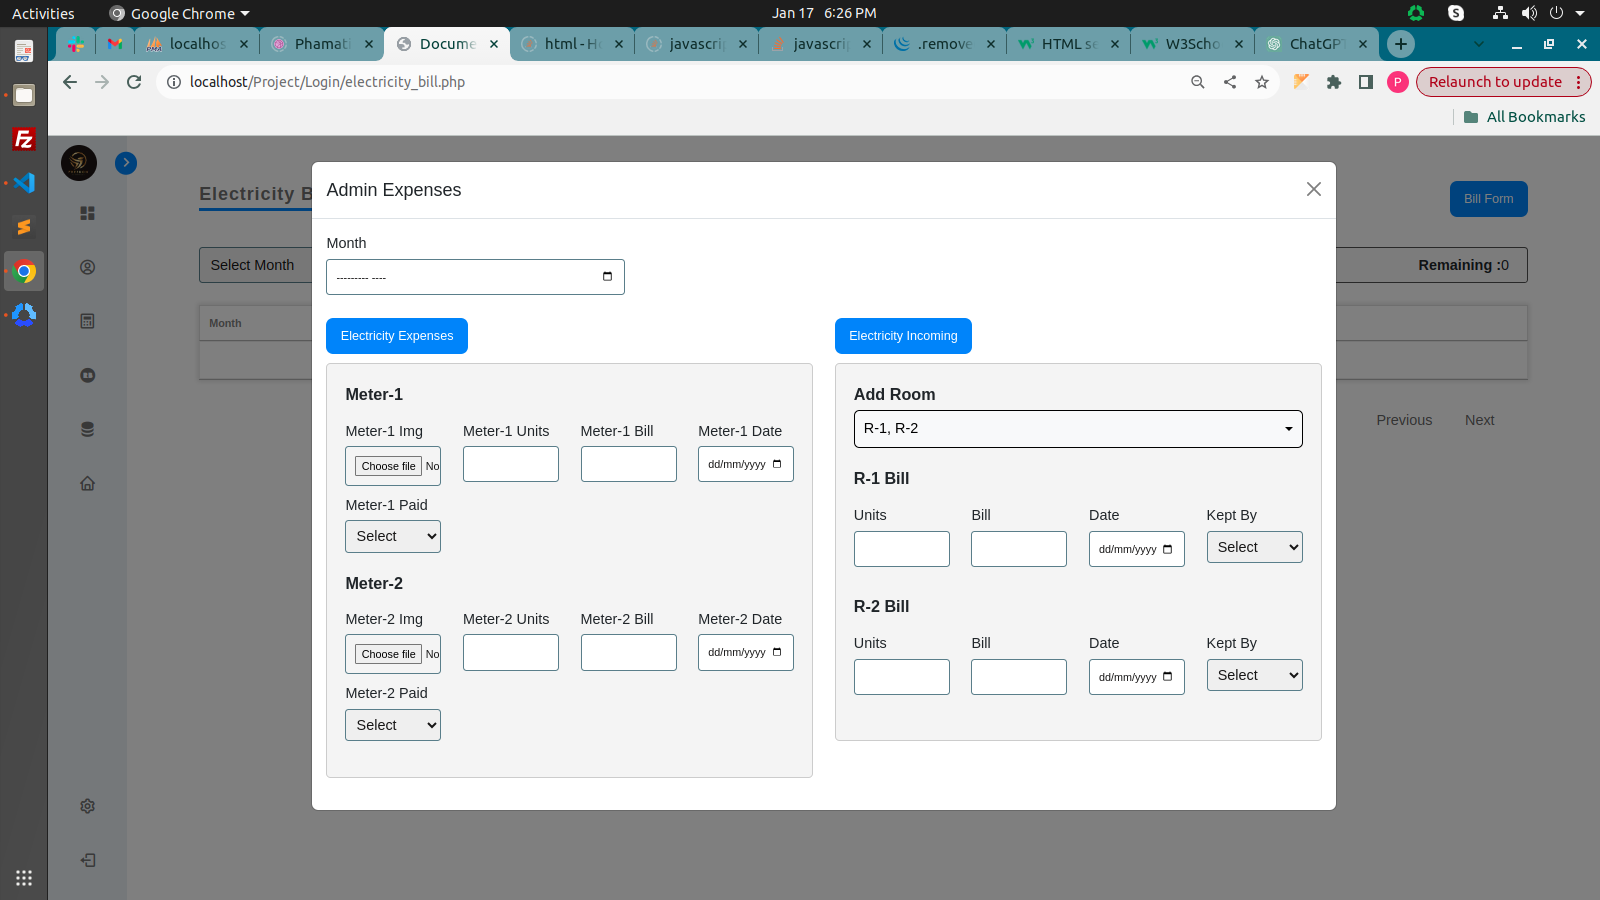 Activities
Google Chrome
Jan 17 6:26 PM
localhos
Phamati
Docume
html - Ho
javascrip
javascrip
.remove
HTML se
W3Scho
ChatGPT
localhost/Project/Login/electricity_bill.php
P
Relaunch to update
All Bookmarks
Electricity B
Bill Form
Select Month
Remaining :0
Month
Previous
Next
Admin Expenses
Month
--------- ----
Electricity Expenses
Meter-1
Meter-1 Img
Meter-1 Units
Meter-1 Bill
Meter-1 Date
Choose file No
dd/mm/yyyy
Meter-1 Paid
Select
Meter-2
Meter-2 Img
Meter-2 Units
Meter-2 Bill
Meter-2 Date
Choose file No
dd/mm/yyyy
Meter-2 Paid
Select
Electricity Incoming
Add Room
R-1, R-2
R-1 Bill
Units
Bill
Date
Kept By
dd/mm/yyyy
Select
R-2 Bill
Units
Bill
Date
Kept By
dd/mm/yyyy
Select